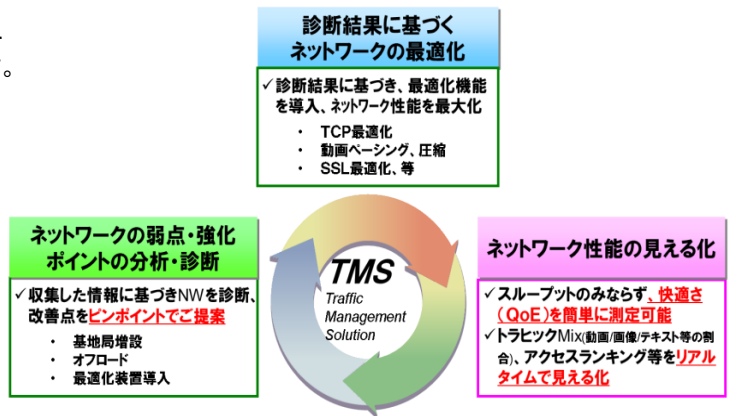 。
診断結果に基づく
ネットワークの最適化
✓診断結果に基づき、最適化機能
を導入、ネットワーク性能を最大化
・ TCP最適化
・ 動画ペーシング、圧縮
・ SSL最適化、等
ネットワークの弱点・強化
ポイントの分析・診断
✓収集した情報に基づきNWを診断、
改善点をピンポイントでご提案
・ 基地局増設
・ オフロード
・ 最適化装置導入
TMS
Traffic
Management
Solution
ネットワーク性能の見える化
✓スループットのみならず、快適さ
(QoE)を簡単に測定可能
✓トラヒックMix(動画/画像/テキスト等の割
合)、アクセスランキング等をリアル
タイムで見える化